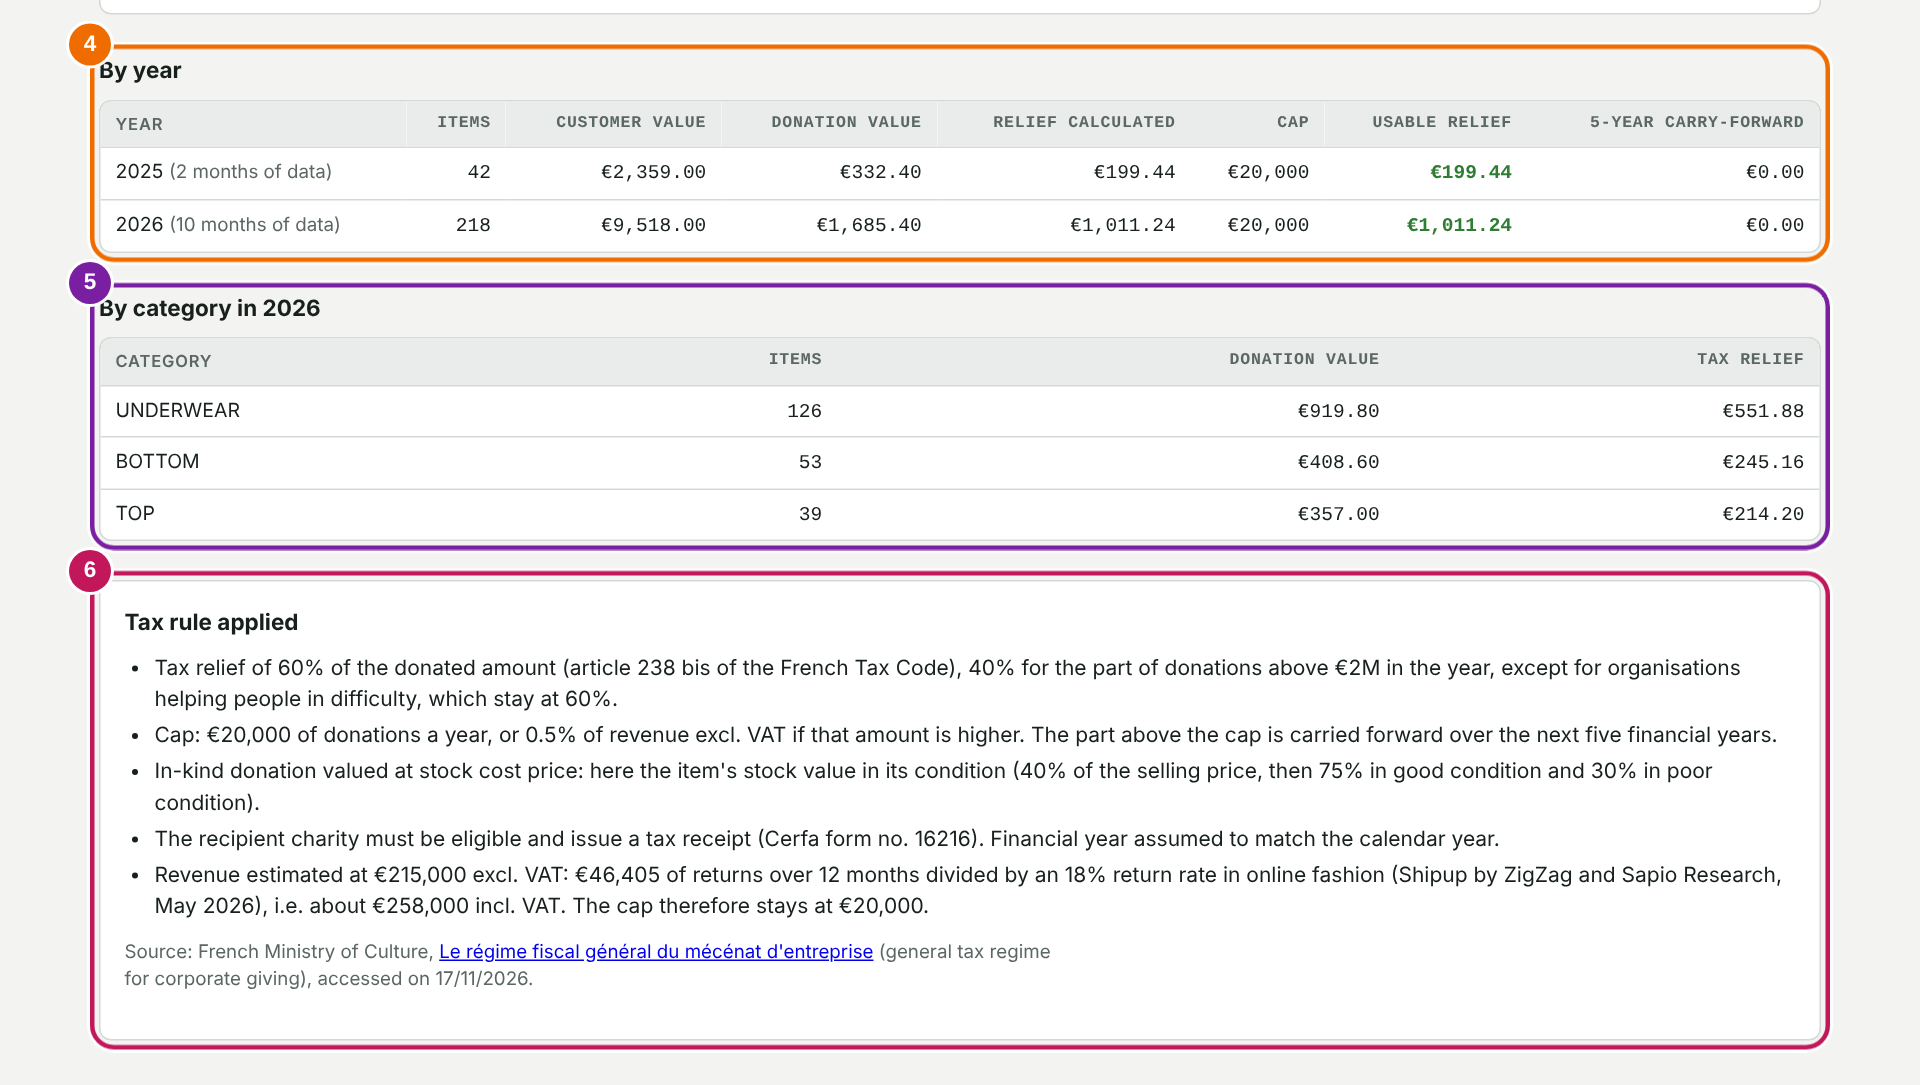 4
By year
YEAR ITEMS CUSTOMER VALUE DONATION VALUE RELIEF CALCULATED CAP USABLE RELIEF 5-YEAR CARRY-FORWARD
2025 (2 months of data) 42 €2,359.00 €332.40 €199.44 €20,000 €199.44 €0.00
2026 (10 months of data) 218 €9,518.00 €1,685.40 €1,011.24 €20,000 €1,011.24 €0.00
5
By category in 2026
CATEGORY ITEMS DONATION VALUE TAX RELIEF
UNDERWEAR 126 €919.80 €551.88
BOTTOM 53 €408.60 €245.16
TOP 39 €357.00 €214.20
6
Tax rule applied
• Tax relief of 60% of the donated amount (article 238 bis of the French Tax Code), 40% for the part of donations above €2M in the year, except for organisations
helping people in difficulty, which stay at 60%.
• Cap: €20,000 of donations a year, or 0.5% of revenue excl. VAT if that amount is higher. The part above the cap is carried forward over the next five financial years.
• In-kind donation valued at stock cost price: here the item's stock value in its condition (40% of the selling price, then 75% in good condition and 30% in poor
condition).
• The recipient charity must be eligible and issue a tax receipt (Cerfa form no. 16216). Financial year assumed to match the calendar year.
• Revenue estimated at €215,000 excl. VAT: €46,405 of returns over 12 months divided by an 18% return rate in online fashion (Shipup by ZigZag and Sapio Research,
May 2026), i.e. about €258,000 incl. VAT. The cap therefore stays at €20,000.
Source: French Ministry of Culture, Le régime fiscal général du mécénat d'entreprise (general tax regime
for corporate giving), accessed on 17/11/2026.